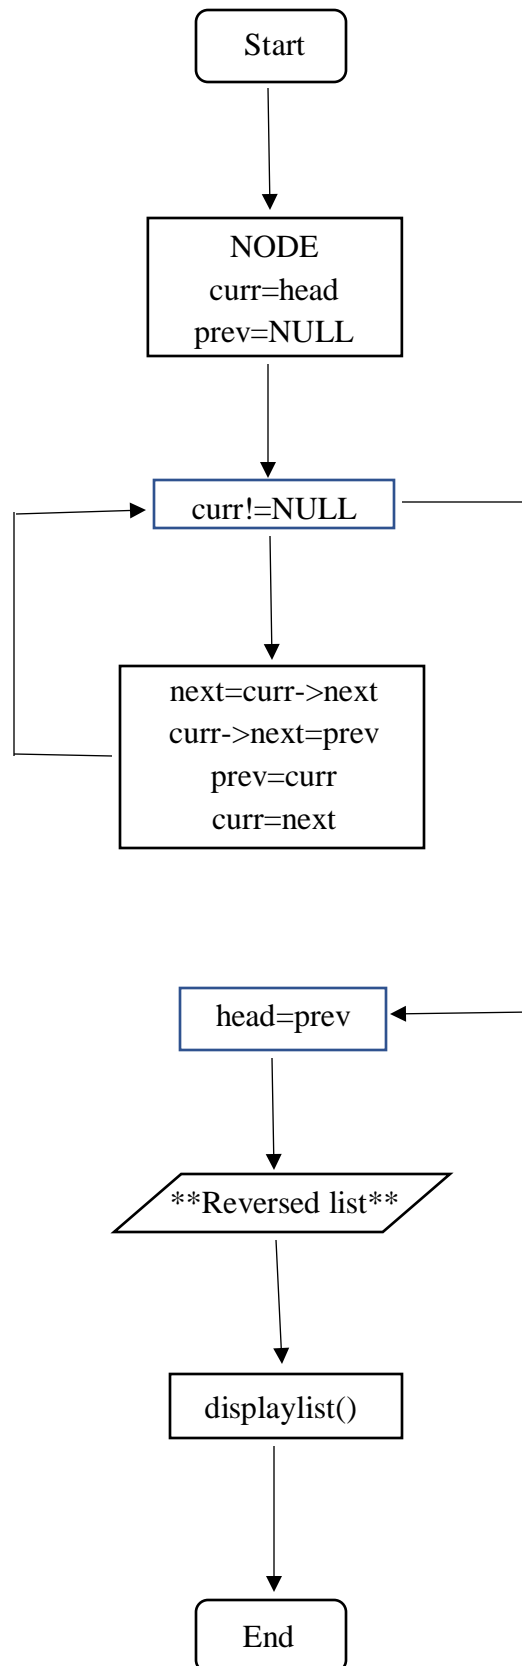 Start
NODE
curr=head
prev=NULL
curr!=NULL
next=curr->next
curr->next=prev
prev=curr
curr=next
head=prev
**Reversed list**
displaylist()
End